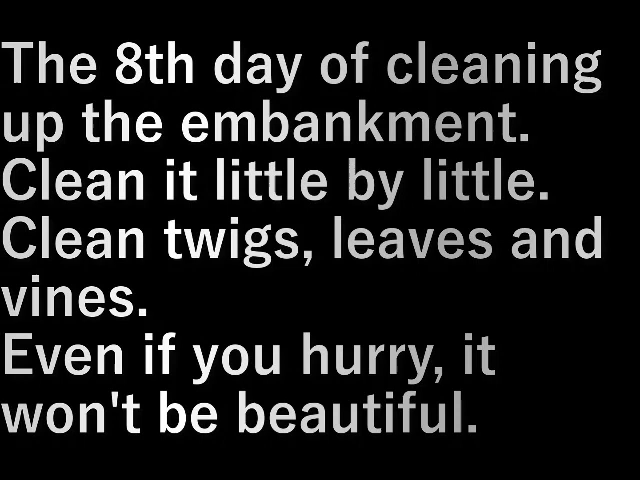 The 8th day of cleaning
up the embankment.
Clean it little by little.
Clean twigs, leaves and
vines.
Even if you hurry, it
won't be beautiful.